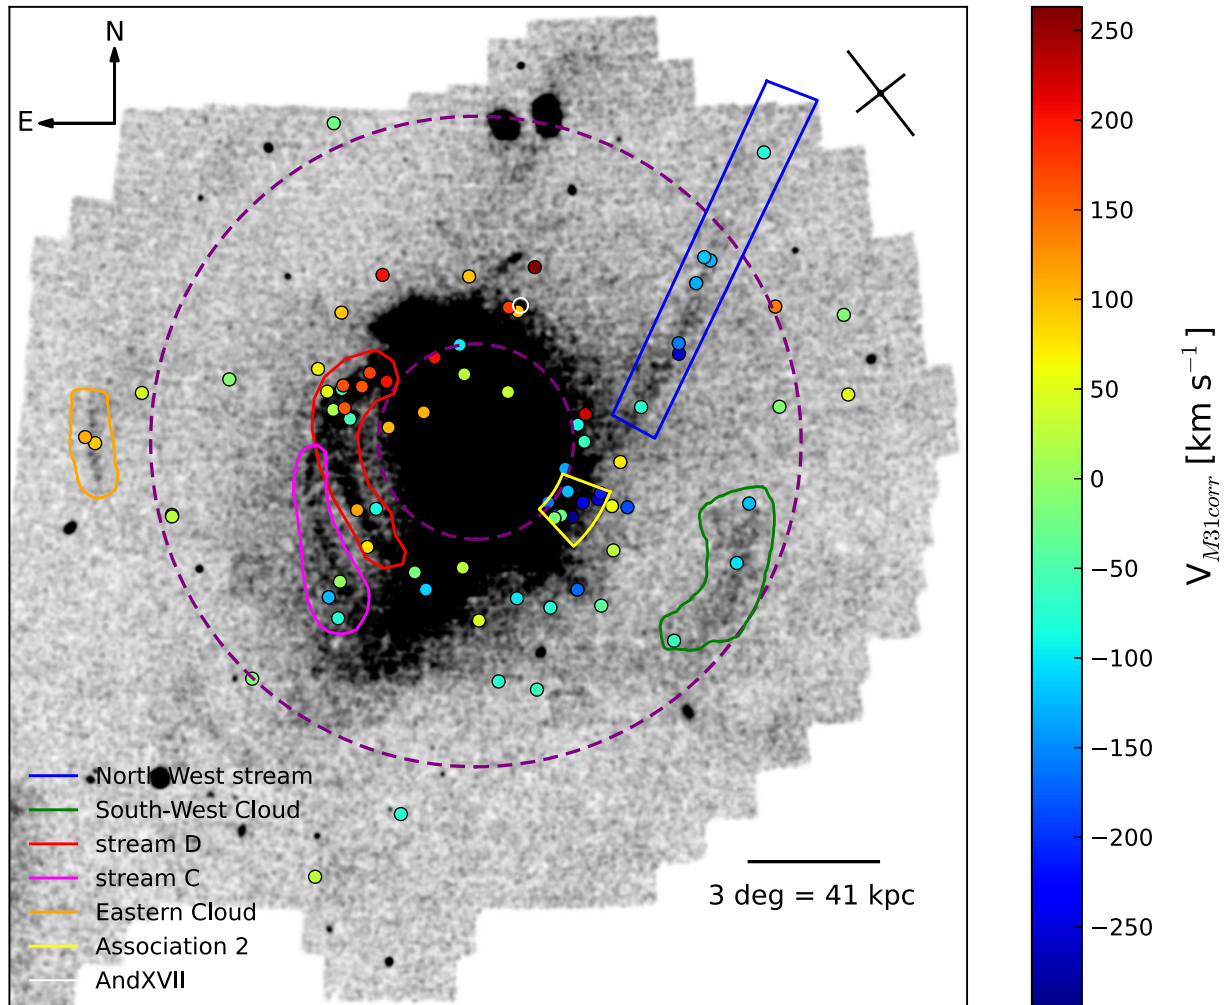 N
E
North-West stream
South-West Cloud
stream D
stream C
Eastern Cloud
Association 2
AndXVII
3 deg = 41 kpc
250
200
150
100
50
0
−50
−100
−150
−200
−250
V_{M31corr} [km s^{−1}]